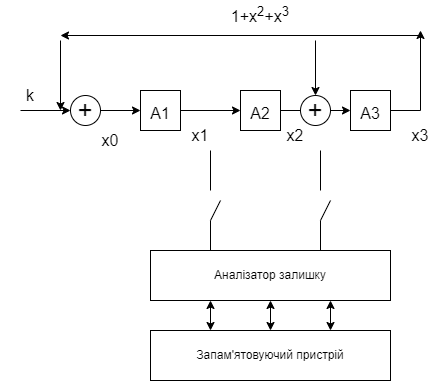 1+x²+x³
k
+
A1
A2
+
A3
x0
x1
x2
x3
Аналізатор залишку
Запам'ятовуючий пристрій